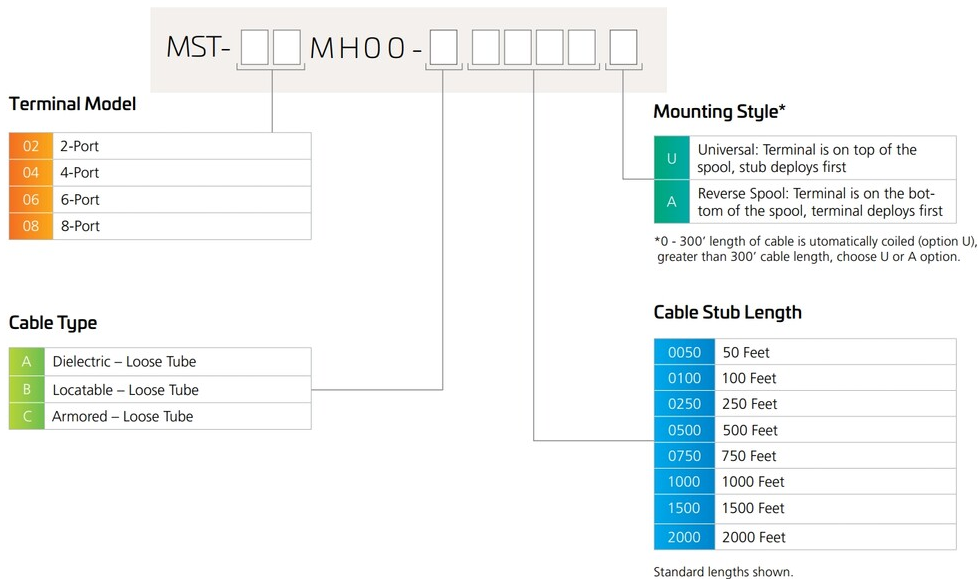 MST- MH00 -
Terminal Model
02 2-Port
04 4-Port
06 6-Port
08 8-Port
Mounting Style*
U Universal: Terminal is on top of the
spool, stub deploys first
A Reverse Spool: Terminal is on the bot-
tom of the spool, terminal deploys first
*0 - 300’ length of cable is utomatically coiled (option U),
greater than 300’ cable length, choose U or A option.
Cable Type
A Dielectric – Loose Tube
B Locatable – Loose Tube
C Armored – Loose Tube
Cable Stub Length
0050 50 Feet
0100 100 Feet
0250 250 Feet
0500 500 Feet
0750 750 Feet
1000 1000 Feet
1500 1500 Feet
2000 2000 Feet
Standard lengths shown.